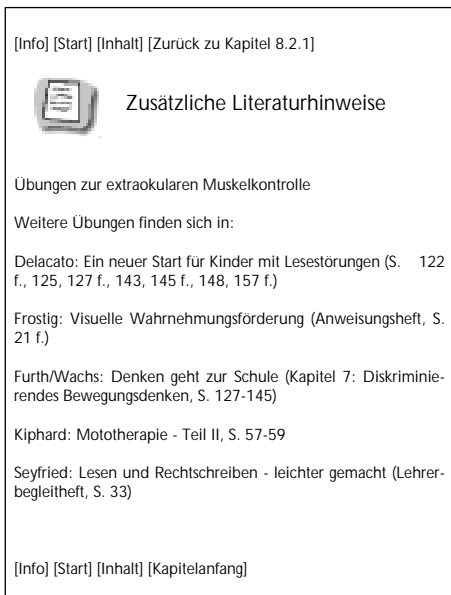 [Info] [Start] [Inhalt] [Zurück zu Kapitel 8.2.1]
Zusätzliche Literaturhinweise
Übungen zur extraokularen Muskelkontrolle
Weitere Übungen finden sich in:
Delacato: Ein neuer Start für Kinder mit Lesestörungen (S. 122
f., 125, 127 f., 143, 145 f., 148, 157 f.)
Frostig: Visuelle Wahrnehmungsförderung (Anweisungsheft, S.
21 f.)
Furth/Wachs: Denken geht zur Schule (Kapitel 7: Diskriminie-
rendes Bewegungsdenken, S. 127-145)
Kiphard: Mototherapie - Teil II, S. 57-59
Seyfried: Lesen und Rechtschreiben - leichter gemacht (Lehrer-
begleitheft, S. 33)
[Info] [Start] [Inhalt] [Kapitelanfang]